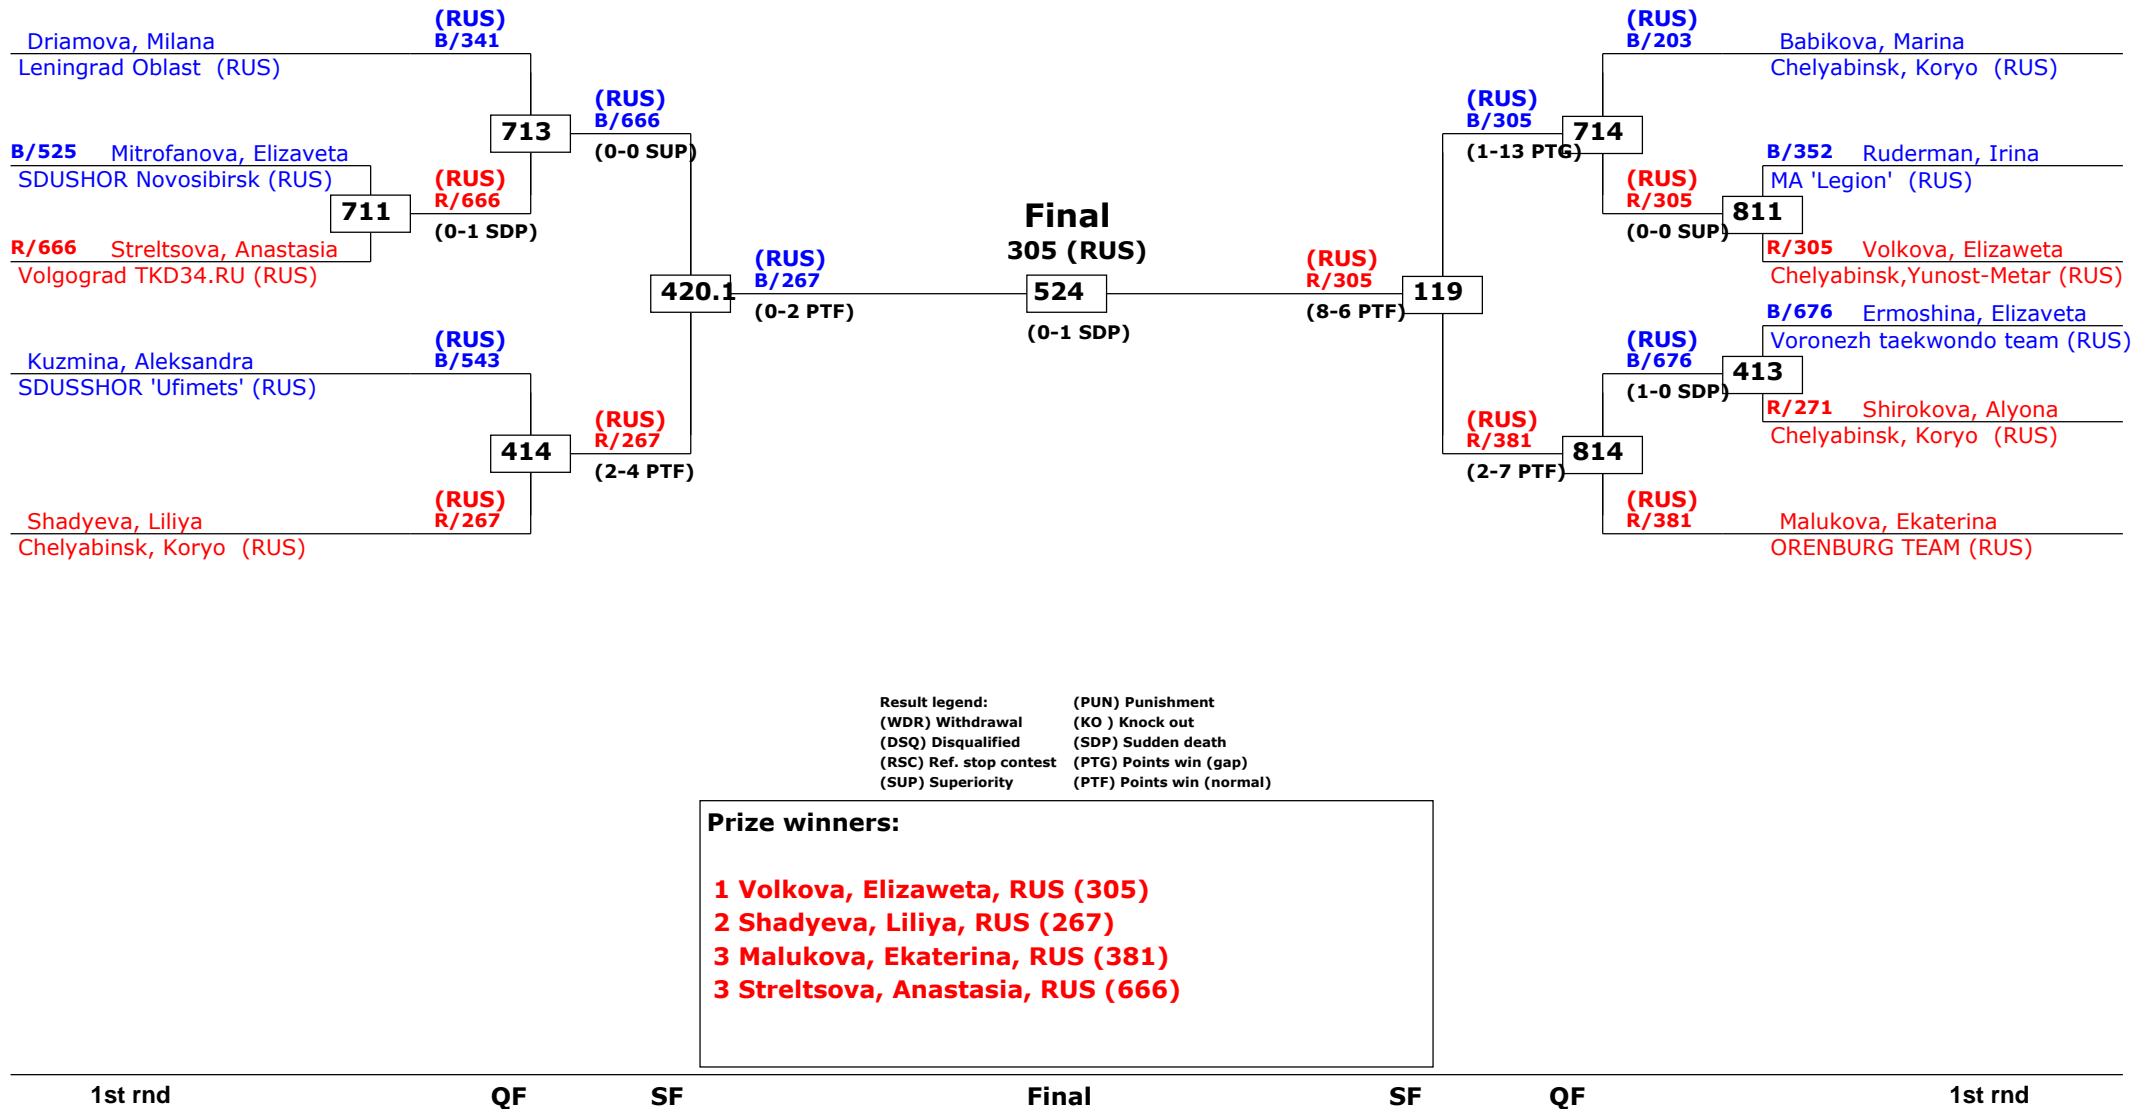 (RUS)
B/341
Driamova, Milana
Leningrad Oblast (RUS)
713
(RUS)
B/666
(0-0 SUP)
B/525 Mitrofanova, Elizaveta
SDUSHOR Novosibirsk (RUS)
711
(RUS)
R/666
(0-1 SDP)
R/666 Streltsova, Anastasia
Volgograd TKD34.RU (RUS)
420.1
(RUS)
B/267
(0-2 PTF)
Kuzmina, Aleksandra
SDUSSHOR 'Ufimets' (RUS)
(RUS)
B/543
414
(RUS)
R/267
(2-4 PTF)
Shadyeva, Liliya
Chelyabinsk, Koryo (RUS)
(RUS)
R/267
Final
305 (RUS)
524
(0-1 SDP)
(RUS)
B/203
Babikova, Marina
Chelyabinsk, Koryo (RUS)
(RUS)
B/305
(1-13 PTG)
714
B/352 Ruderman, Irina
MA 'Legion' (RUS)
(RUS)
R/305
(0-0 SUP)
811
R/305 Volkova, Elizaweta
Chelyabinsk,Yunost-Metar (RUS)
(RUS)
R/305
(8-6 PTF)
119
B/676 Ermoshina, Elizaveta
Voronezh taekwondo team (RUS)
(RUS)
B/676
(1-0 SDP)
413
R/271 Shirokova, Alyona
Chelyabinsk, Koryo (RUS)
(RUS)
R/381
(2-7 PTF)
814
(RUS)
R/381
Malukova, Ekaterina
ORENBURG TEAM (RUS)
Result legend: (PUN) Punishment
(WDR) Withdrawal (KO ) Knock out
(DSQ) Disqualified (SDP) Sudden death
(RSC) Ref. stop contest (PTG) Points win (gap)
(SUP) Superiority (PTF) Points win (normal)
Prize winners:
1 Volkova, Elizaweta, RUS (305)
2 Shadyeva, Liliya, RUS (267)
3 Malukova, Ekaterina, RUS (381)
3 Streltsova, Anastasia, RUS (666)
1st rnd QF SF Final SF QF 1st rnd